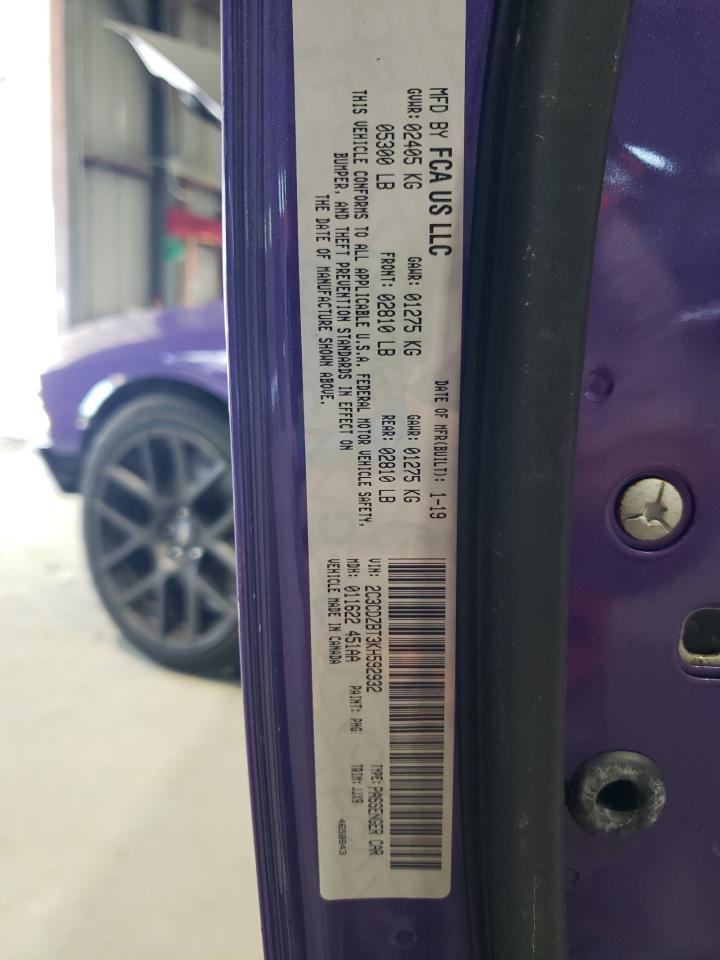 MFD BY FCA US LLC
DATE OF MFR(BUILT): 1-19
GVWR: 02405 KG GAWR: 01275 KG GAWR: 01275 KG
05300 LB FRONT: 02810 LB REAR: 02810 LB
THIS VEHICLE CONFORMS TO ALL APPLICABLE U.S.A. FEDERAL MOTOR VEHICLE SAFETY,
BUMPER, AND THEFT PREVENTION STANDARDS IN EFFECT ON
THE DATE OF MANUFACTURE SHOWN ABOVE.
VIN: 2C3CDZBT3KH592932 TYPE: PASSENGER CAR
MDH: 011622 451AA PAINT: PHG TRIM: JJX9
VEHICLE MADE IN CANADA 4658843